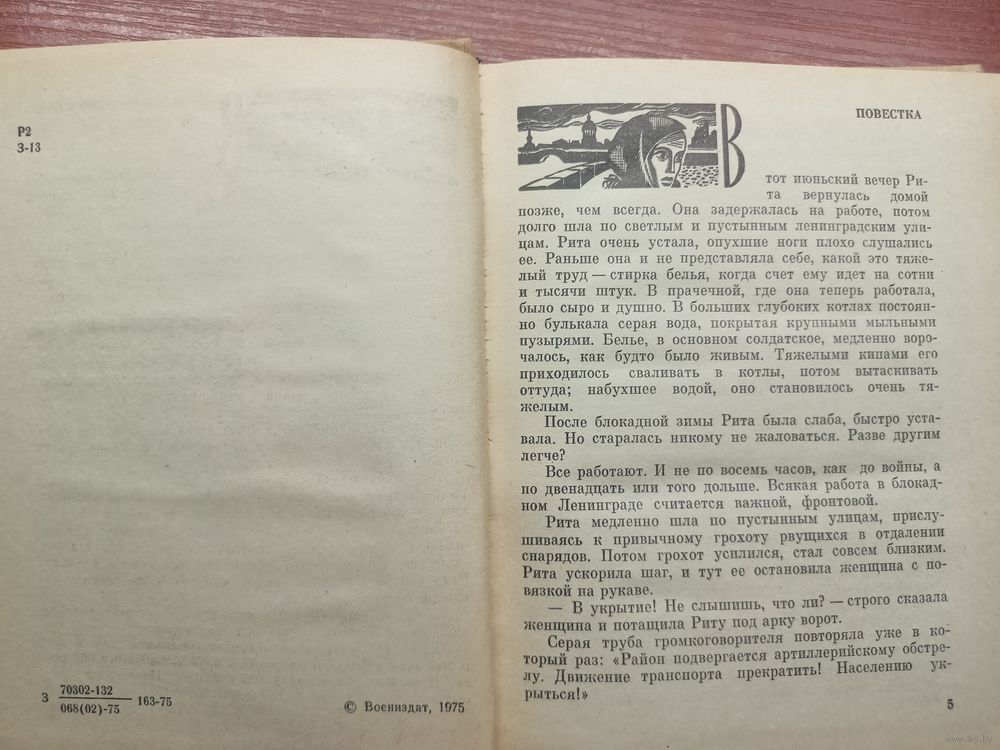 Р2
З-13
З 70302-132 163-75
068(02)-75
© Воениздат, 1975
ПОВЕСТКА
В
тот июньский вечер Ри-
та вернулась домой
позже, чем всегда. Она задержалась на работе, потом
долго шла по светлым и пустынным ленинградским ули-
цам. Рита очень устала, опухшие ноги плохо слушались
ее. Раньше она и не представляла себе, какой это тяже-
лый труд — стирка белья, когда счет ему идет на сотни
и тысячи штук. В прачечной, где она теперь работала,
было сыро и душно. В больших глубоких котлах постоян-
но булькала серая вода, покрытая крупными мыльными
пузырями. Белье, в основном солдатское, медленно воро-
чалось, как будто было живым. Тяжелыми кипами его
приходилось сваливать в котлы, потом вытаскивать
оттуда; набухшее водой, оно становилось очень тя-
желым.
После блокадной зимы Рита была слаба, быстро уста-
вала. Но старалась никому не жаловаться. Разве другим
легче?
Все работают. И не по восемь часов, как до войны, а
по двенадцать или того дольше. Всякая работа в блокад-
ном Ленинграде считается важной, фронтовой.
Рита медленно шла по пустынным улицам, прислу-
шиваясь к привычному грохоту рвущихся в отдалении
снарядов. Потом грохот усилился, стал совсем близким.
Рита ускорила шаг, и тут ее остановила женщина с по-
вязкой на рукаве.
— В укрытие! Не слышишь, что ли? — строго сказала
женщина и потащила Риту под арку ворот.
Серая труба громкоговорителя повторяла уже в ко-
торый раз: «Район подвергается артиллерийскому обстре-
лу. Движение транспорта прекратить! Населению ук-
рыться!»
5
www.ay.by